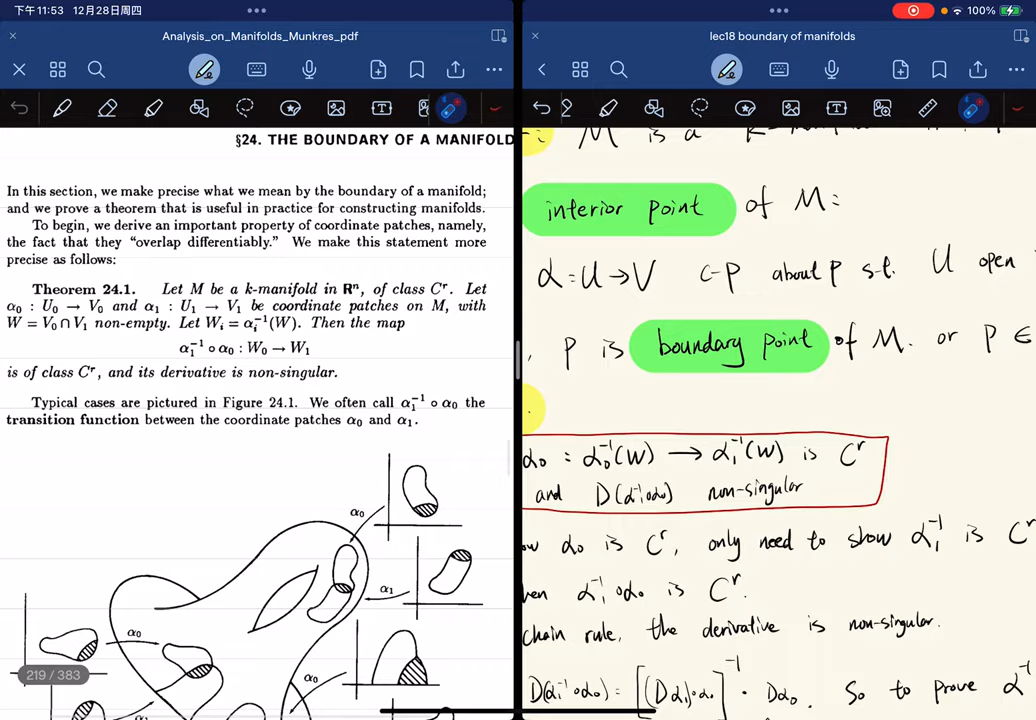 下午11:53 12月28日周四
100%
Analysis_on_Manifolds_Munkres_pdf
lec18 boundary of manifolds
§24. THE BOUNDARY OF A MANIFOLD
In this section, we make precise what we mean by the boundary of a manifold;
and we prove a theorem that is useful in practice for constructing manifolds.
To begin, we derive an important property of coordinate patches, namely,
the fact that they “overlap differentiably.” We make this statement more
precise as follows:
Theorem 24.1. Let M be a k-manifold in Rⁿ, of class Cʳ. Let
α₀ : U₀ → V₀ and α₁ : U₁ → V₁ be coordinate patches on M, with
W = V₀ ∩ V₁ non-empty. Let Wᵢ = αᵢ⁻¹(W). Then the map
α₁⁻¹ ∘ α₀ : W₀ → W₁
is of class Cʳ, and its derivative is non-singular.
Typical cases are pictured in Figure 24.1. We often call α₁⁻¹ ∘ α₀ the
transition function between the coordinate patches α₀ and α₁.
α₀
α₁
α₀
α₀
219 / 383
M is a k-
interior point of M:
α = U → V c-p about p s.t. U open
p is boundary point of M. or p ∈
α₀ : α₀⁻¹(W) → α₁⁻¹(W) is Cʳ
and D(α₁⁻¹∘α₀) non-singular
α₀ is Cʳ, only need to show α₁⁻¹ is Cʳ
α₁⁻¹∘α₀ is Cʳ.
chain rule, the derivative is non-singular.
D(α₁⁻¹∘α₀) = [(Dα₁)∘α₀]⁻¹ · Dα₀. So to prove α⁻¹